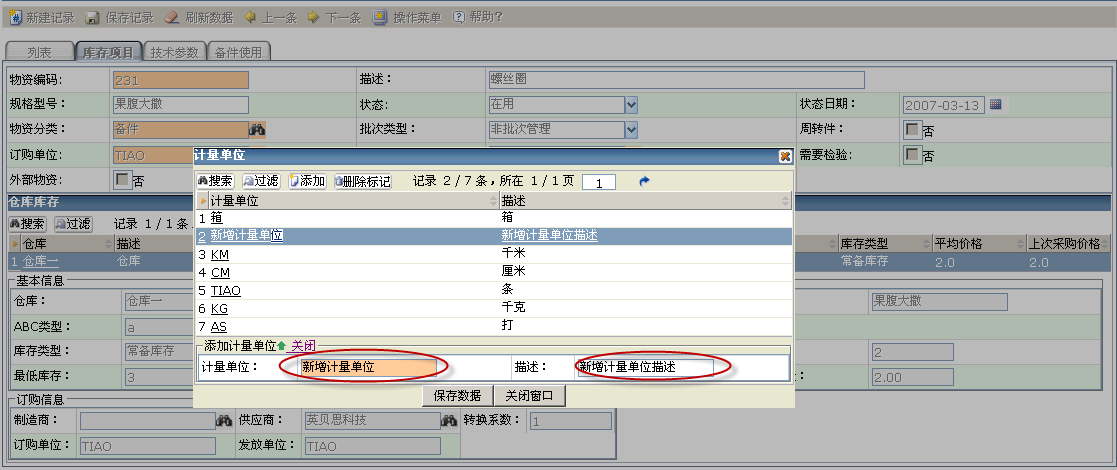 新建记录 保存记录 刷新数据 上一条 下一条 操作菜单 帮助?
列表 库存项目 技术参数 备件使用
物资编码: 231 描述： 螺丝圈
规格型号： 果腹大撒 状态: 在用 状态日期： 2007-03-13
物资分类： 备件 批次类型： 非批次管理 周转件： 否
订购单位: TIAO 需要检验: 否
外部物资: 否
计量单位
搜索 过滤 添加 删除标记 记录 2 / 7 条 , 所在 1 / 1 页 1
计量单位 描述
1 箱 箱
2 新增计量单位 新增计量单位描述
3 KM 千米
4 CM 厘米
5 TIAO 条
6 KG 千克
7 AS 打
添加计量单位 关闭
计量单位： 新增计量单位 描述： 新增计量单位描述
保存数据 关闭窗口
仓库库存
搜索 过滤 记录 1 / 1 条
仓库 描述 库存类型 平均价格 上次采购价格
1 仓库一 仓库 常备库存 2.0 2.0
基本信息
仓库： 仓库一 果腹大撒
ABC类型： a
库存类型： 常备库存 2
最低库存： 3 2.00
订购信息
制造商： 供应商： 英贝思科技 转换系数： 1
订购单位： TIAO 发放单位： TIAO